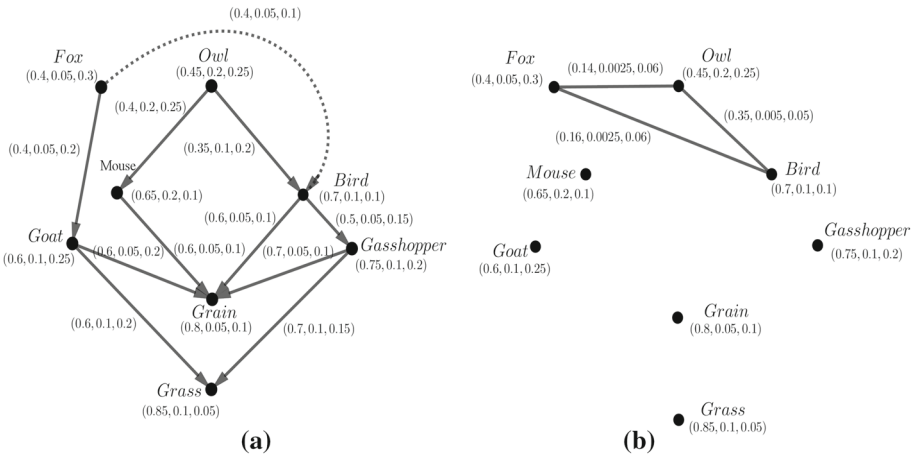 (0.4, 0.05, 0.1)
Fox
(0.4, 0.05, 0.3)
Owl
(0.45, 0.2, 0.25)
(0.4, 0.2, 0.25)
(0.4, 0.05, 0.2)
(0.35, 0.1, 0.2)
Mouse
(0.65, 0.2, 0.1)
Bird
(0.7, 0.1, 0.1)
(0.6, 0.05, 0.1)
(0.5, 0.05, 0.15)
Goat
(0.6, 0.1, 0.25)
(0.6, 0.05, 0.2)
(0.6, 0.05, 0.1)
(0.7, 0.05, 0.1)
Gasshopper
(0.75, 0.1, 0.2)
Grain
(0.8, 0.05, 0.1)
(0.6, 0.1, 0.2)
(0.7, 0.1, 0.15)
Grass
(0.85, 0.1, 0.05)
(a)
Fox
(0.4, 0.05, 0.3)
(0.14, 0.0025, 0.06)
Owl
(0.45, 0.2, 0.25)
(0.35, 0.005, 0.05)
(0.16, 0.0025, 0.06)
Mouse
(0.65, 0.2, 0.1)
Bird
(0.7, 0.1, 0.1)
Goat
(0.6, 0.1, 0.25)
Gasshopper
(0.75, 0.1, 0.2)
Grain
(0.8, 0.05, 0.1)
Grass
(0.85, 0.1, 0.05)
(b)